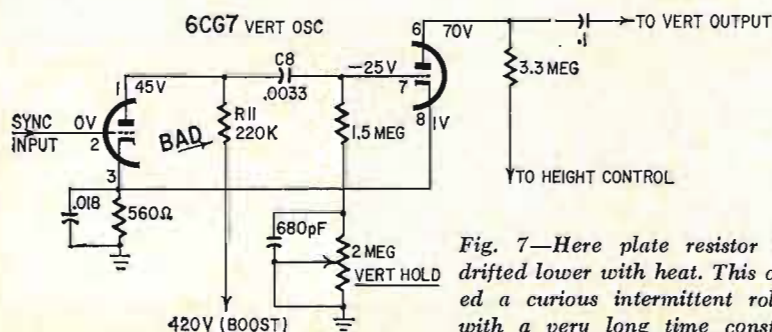 6CG7 VERT OSC
6
70V
.1
TO VERT OUTPUT
1
45V
C8
.0033
-25V
7
3.3 MEG
SYNC INPUT
0V
2
BAD
R11
220K
1.5 MEG
8
1V
3
TO HEIGHT CONTROL
.018
560Ω
680pF
2 MEG
VERT HOLD
420V (BOOST)
Fig. 7—Here plate resistor
drifted lower with heat. This
ed a curious intermittent
with a very long time